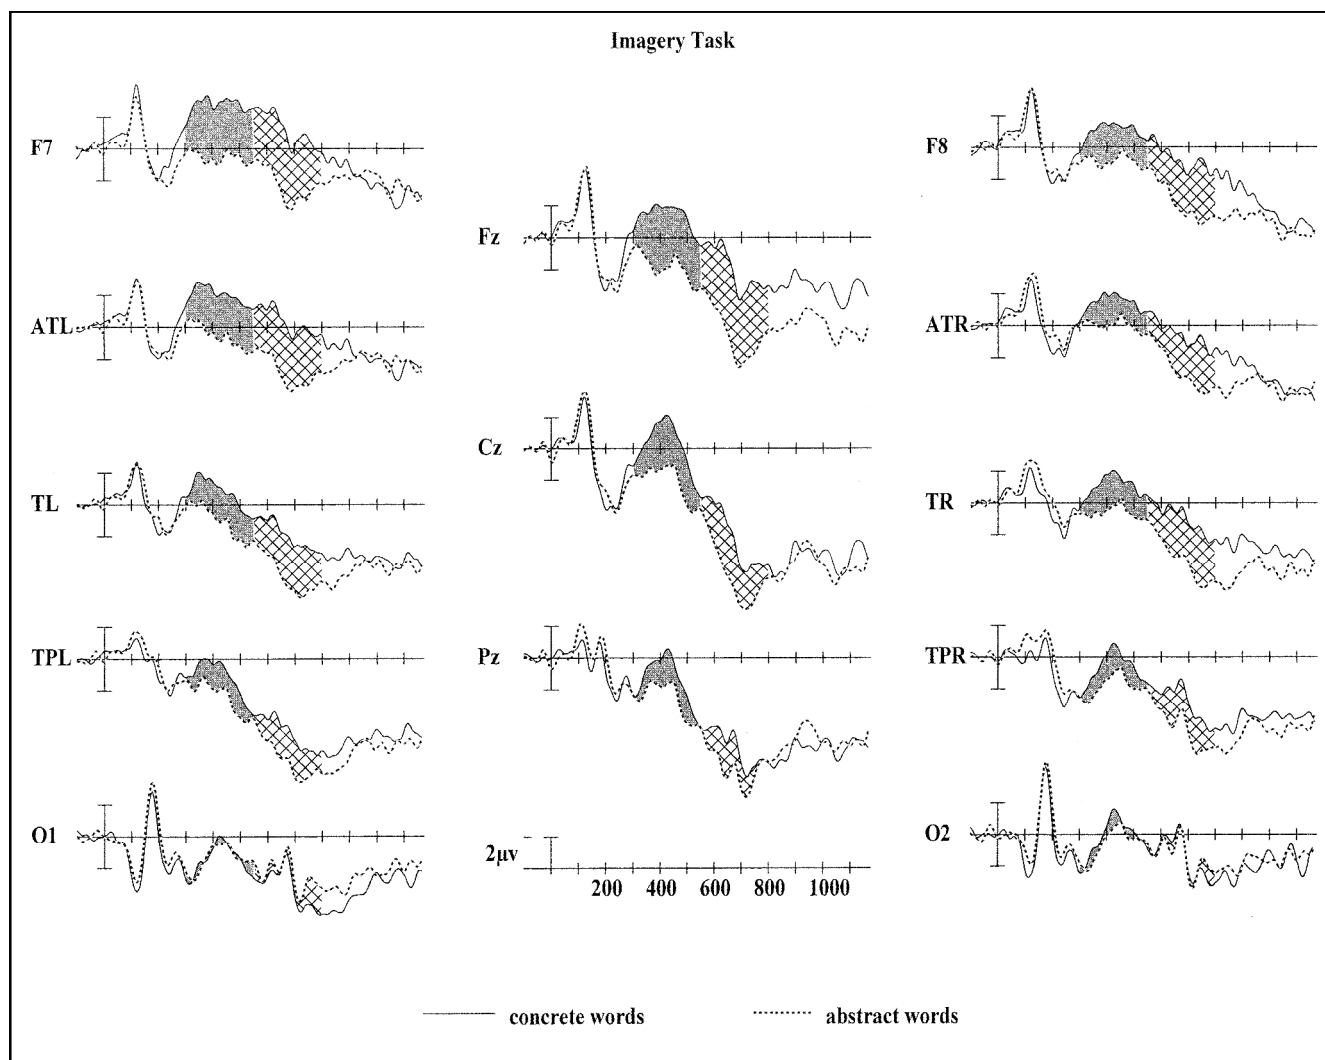 Imagery Task
F7
F8
Fz
ATL
ATR
Cz
TL
TR
TPL
Pz
TPR
O1
2μv
O2
200 400 600 800 1000
concrete words
abstract words